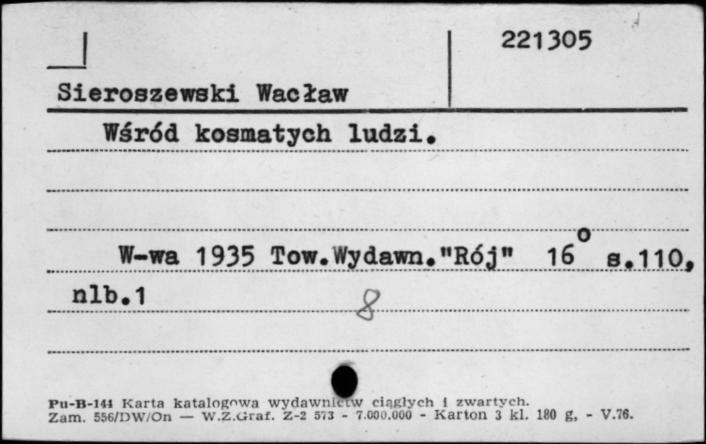 221305
Sieroszewski Wacław
Wśród kosmatych ludzi.
W-wa 1935 Tow.Wydawn."Rój" 16° s.110,
nlb.1
8
Pu-B-144 Karta katalogowa wydawnictw ciągłych i zwartych.
Zam. 556/DW/On — W.Z.Graf. Z-2 573 - 7.000.000 - Karton 3 kl. 180 g, - V.76.